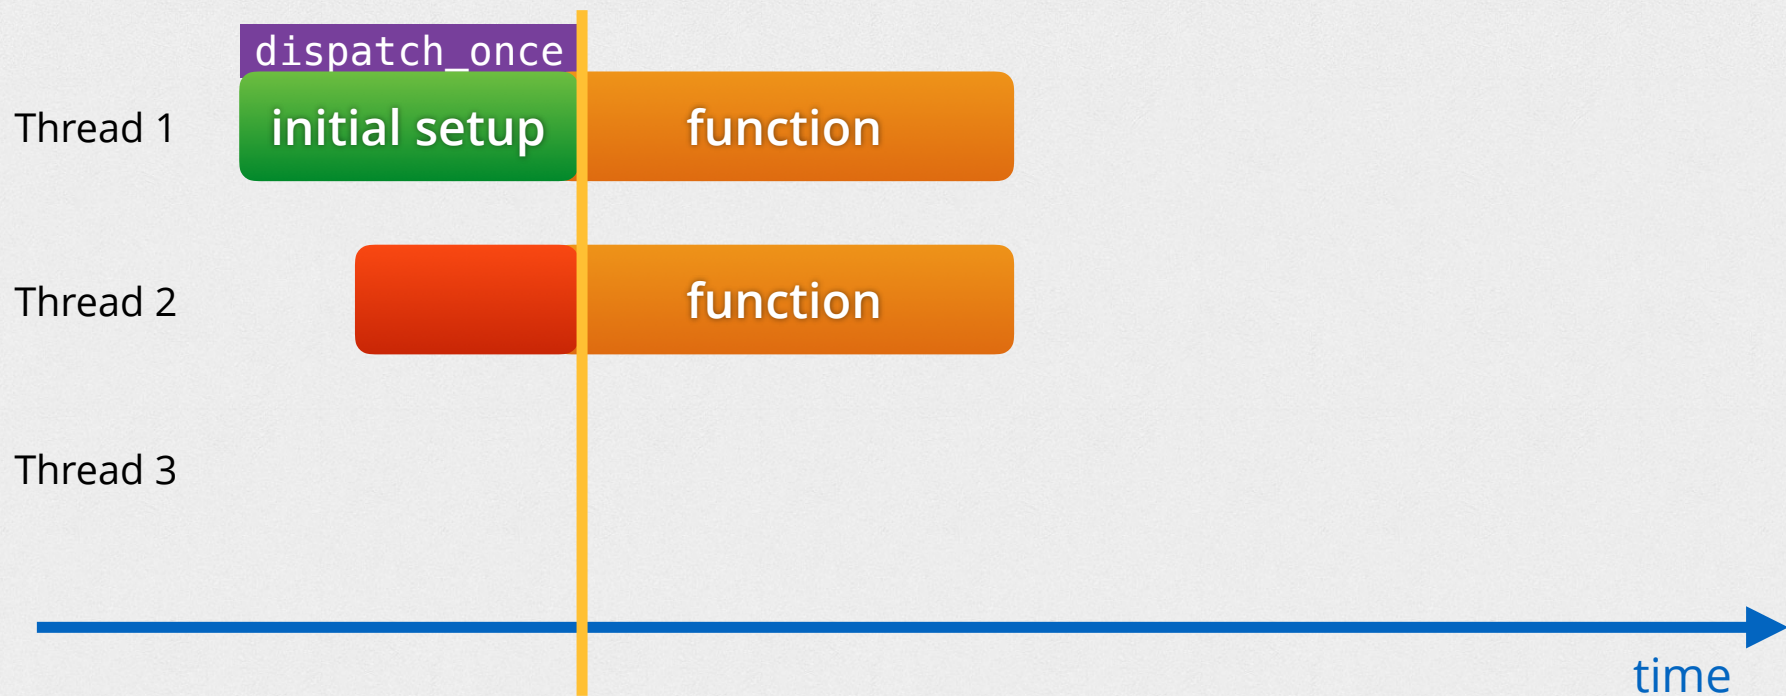 dispatch_once
Thread 1
initial setup
function
Thread 2
function
Thread 3
time